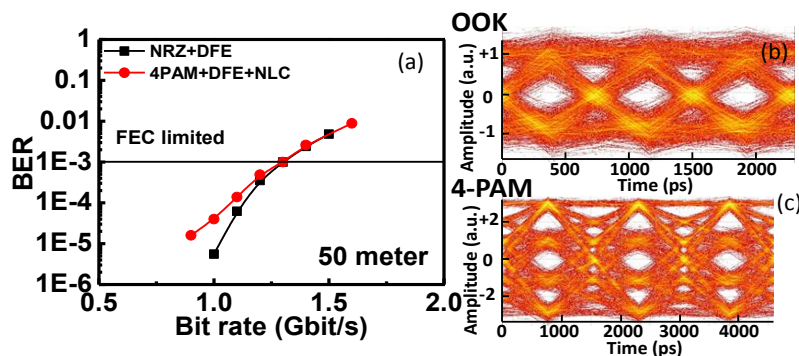 NRZ+DFE
4PAM+DFE+NLC
(a)
FEC limited
50 meter
BER
1
0.1
0.01
1E-3
1E-4
1E-5
1E-6
0.5 1.0 1.5 2.0
Bit rate (Gbit/s)
OOK
(b)
Amplitude (a.u.)
+1
0
-1
0 500 1000 1500 2000
Time (ps)
4-PAM
(c)
Amplitude (a.u.)
+2
0
-2
0 1000 2000 3000 4000
Time (ps)